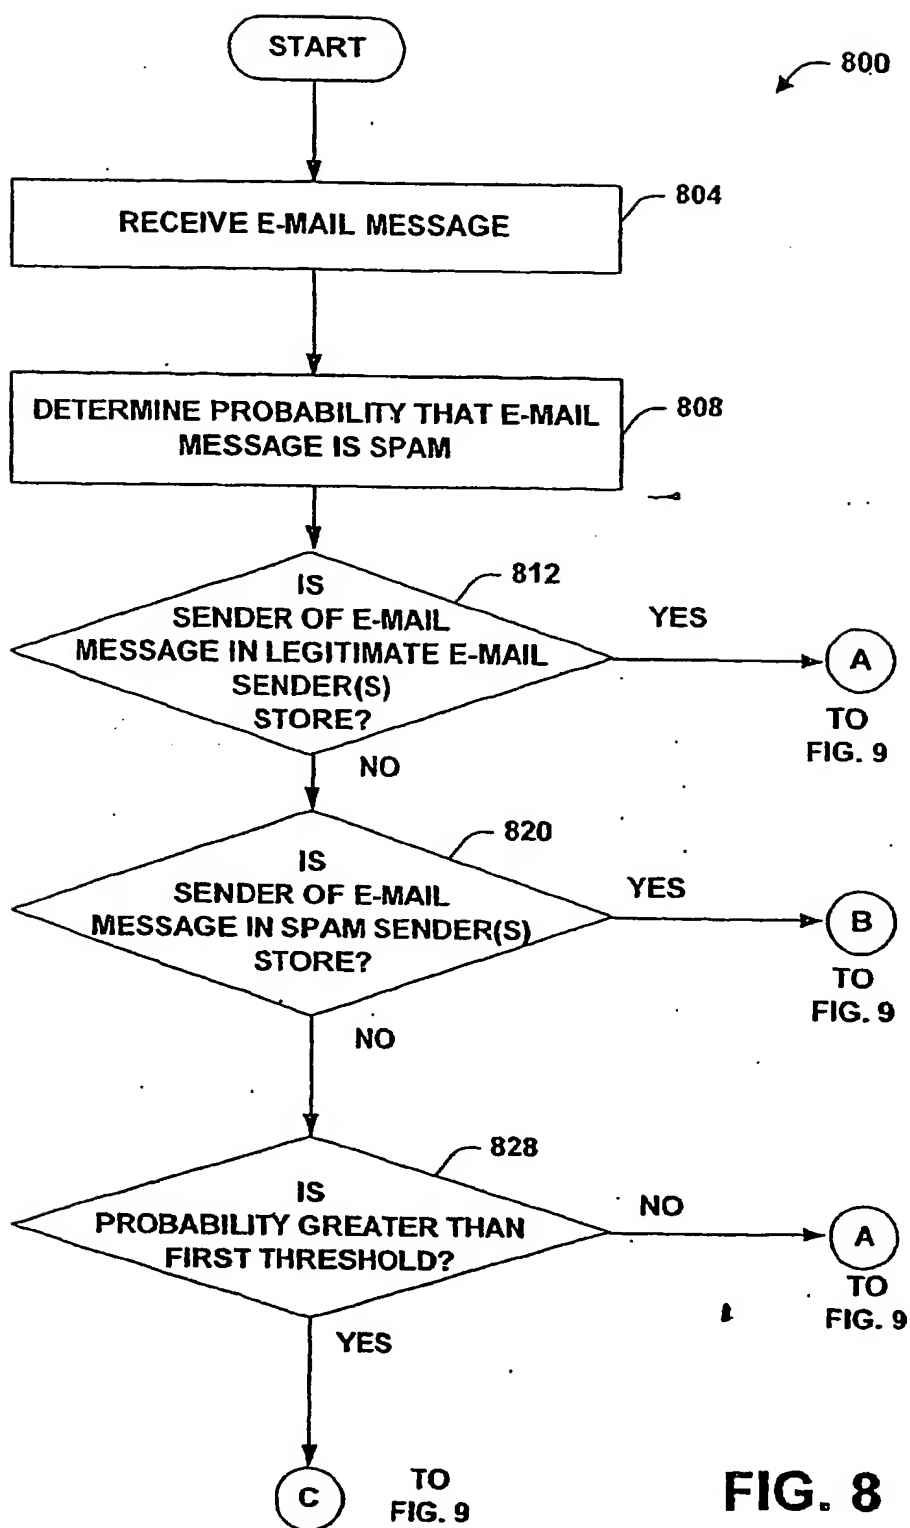 START
800
RECEIVE E-MAIL MESSAGE
804
DETERMINE PROBABILITY THAT E-MAIL
MESSAGE IS SPAM
808
IS
SENDER OF E-MAIL
MESSAGE IN LEGITIMATE E-MAIL
SENDER(S)
STORE?
812
YES
A
TO
FIG. 9
NO
IS
SENDER OF E-MAIL
MESSAGE IN SPAM SENDER(S)
STORE?
820
YES
B
TO
FIG. 9
NO
IS
PROBABILITY GREATER THAN
FIRST THRESHOLD?
828
NO
A
TO
FIG. 9
YES
C
TO
FIG. 9
FIG. 8